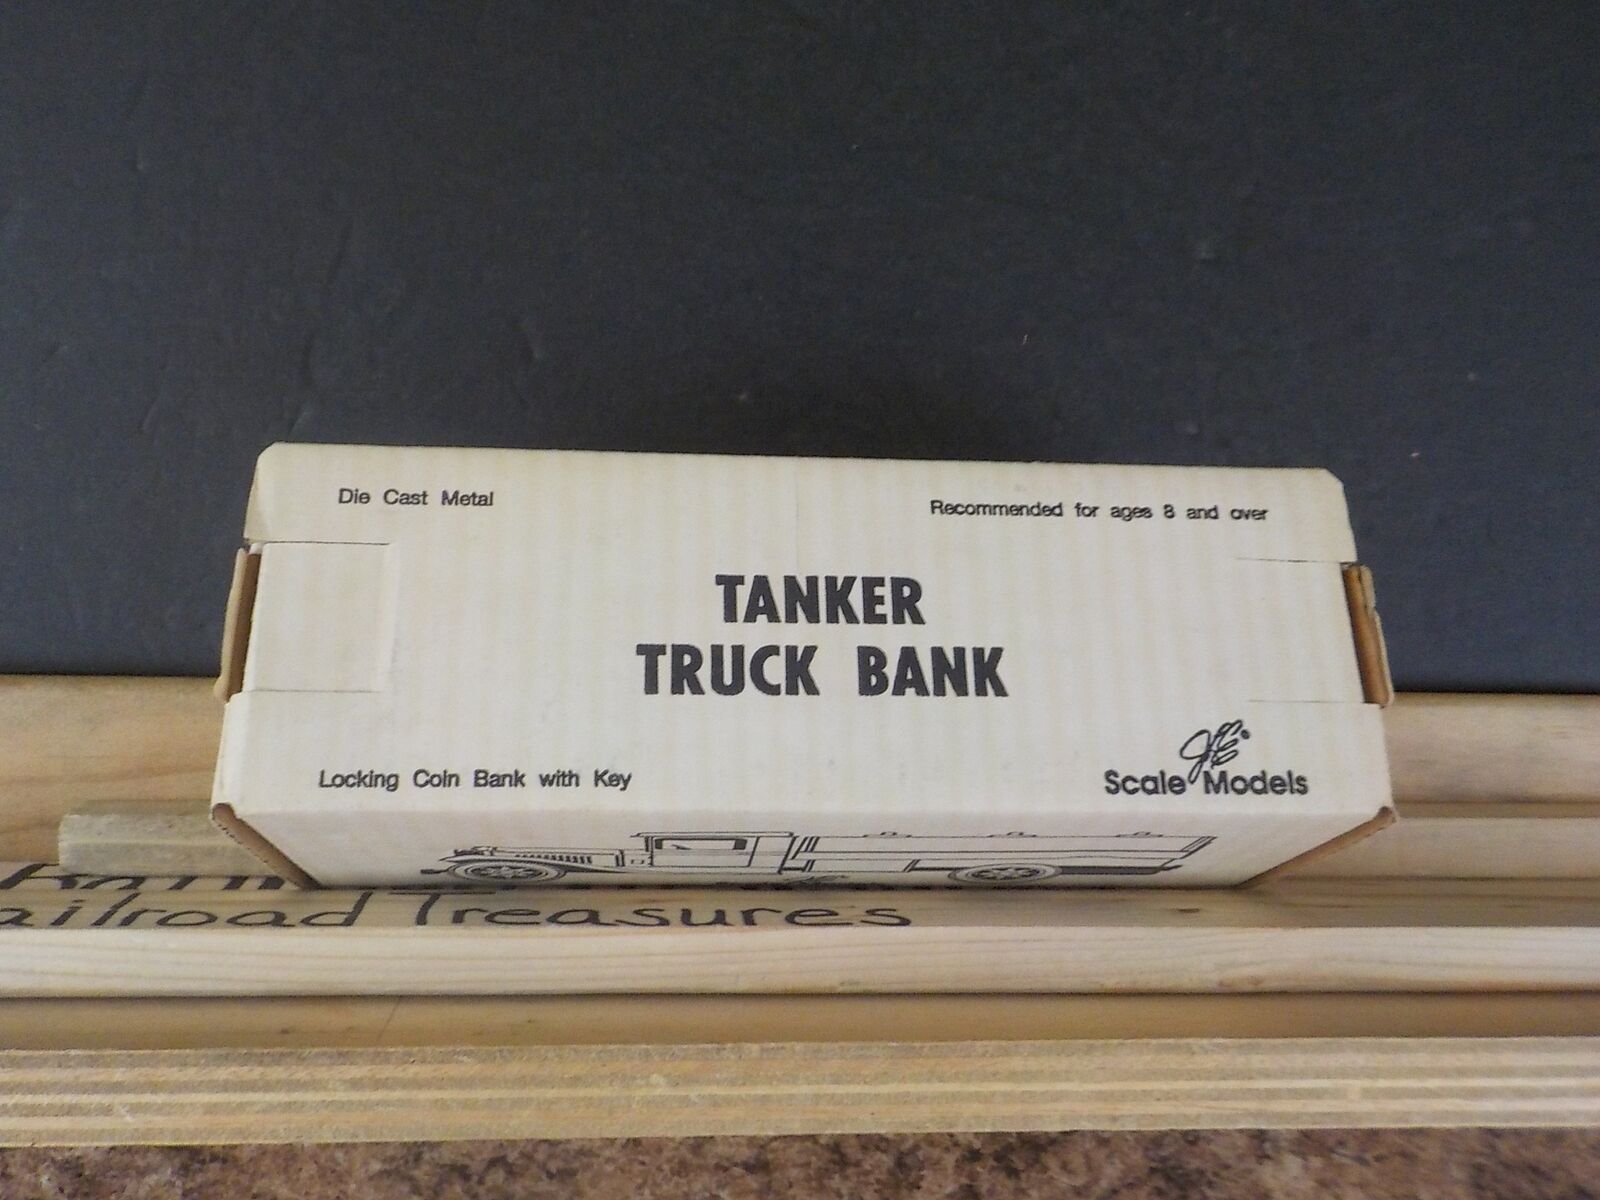 Die Cast Metal
Recommended for ages 8 and over
TANKER
TRUCK BANK
Locking Coin Bank with Key
Scale Models
Treasures